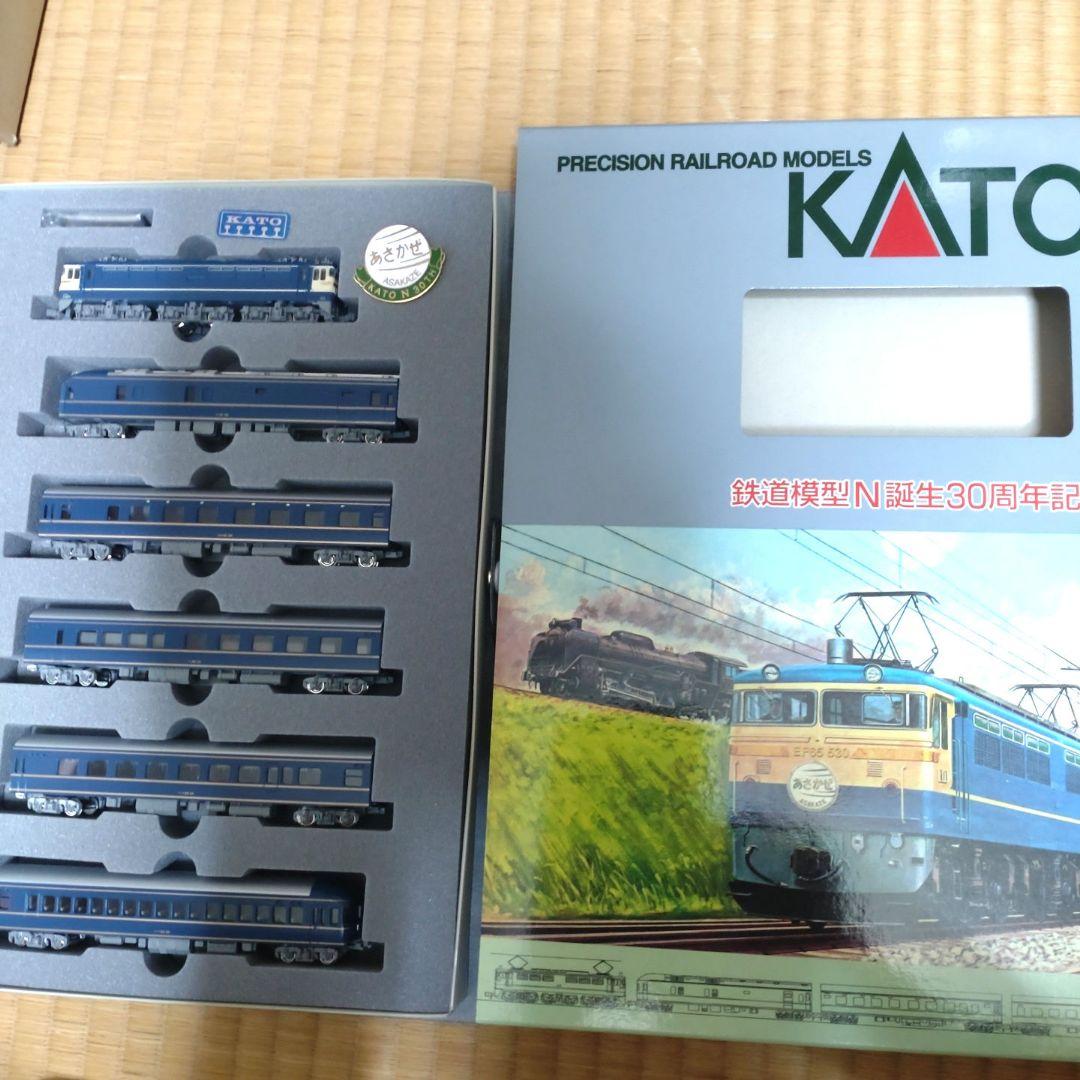 KATO
あさかぜ
ASAKAZE
KATO N 30TH
PRECISION RAILROAD MODELS
KATO
鉄道模型N誕生30周年記
EF65 530
あさかぜ
ASAKAZE